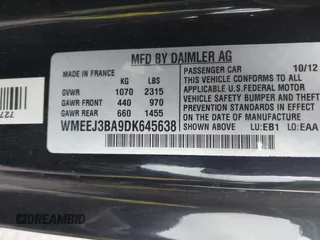 MFD BY DAIMLER AG
MADE IN FRANCE
PASSENGER CAR 10/12
KG LBS
GVWR 1070 2315
GAWR FRONT 440 970
GAWR REAR 660 1455
THIS VEHICLE CONFORMS TO ALL
APPLICABLE U.S. FEDERAL MOTOR
VEHICLE SAFETY BUMPER AND THEFT
PREVENTION STANDARDS IN EFFECT ON THE
DATE OF MANUFACTURE SHOWN ABOVE
WMEEJ3BA9DK645638
LU:EB1 LO:EAA
DREAMBID